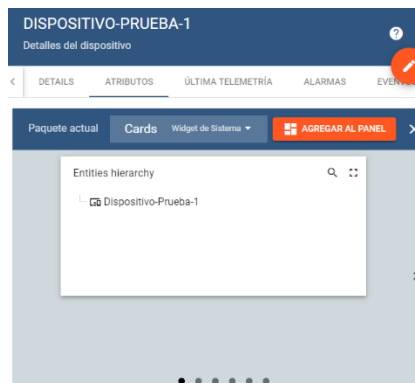 DISPOSITIVO-PRUEBA-1
Detalles del dispositivo
DETAILS ATRIBUTOS ÚLTIMA TELEMETRÍA ALARMAS
Paquete actual Cards Widget de Sistema AGREGAR AL PANEL
Entities hierarchy
Dispositivo-Prueba-1